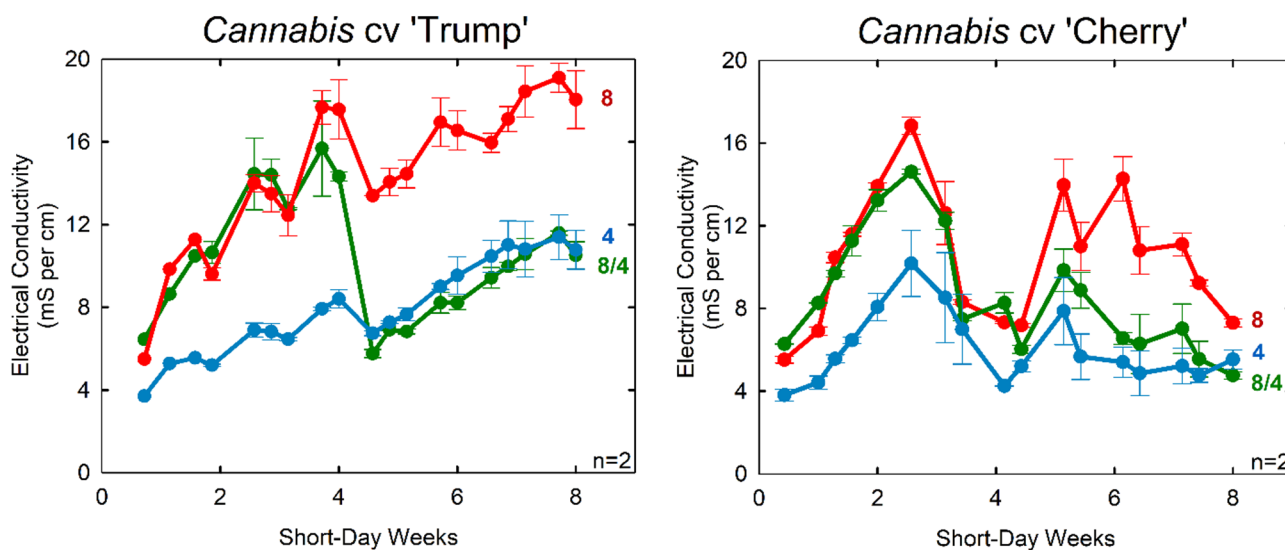 Cannabis cv 'Trump'
20
16
12
8
4
0
Electrical Conductivity
(mS per cm)
8
4
8/4
n=2
0
2
4
6
8
Short-Day Weeks
Cannabis cv 'Cherry'
20
16
12
8
4
0
Electrical Conductivity
(mS per cm)
8
4
8/4
n=2
0
2
4
6
8
Short-Day Weeks